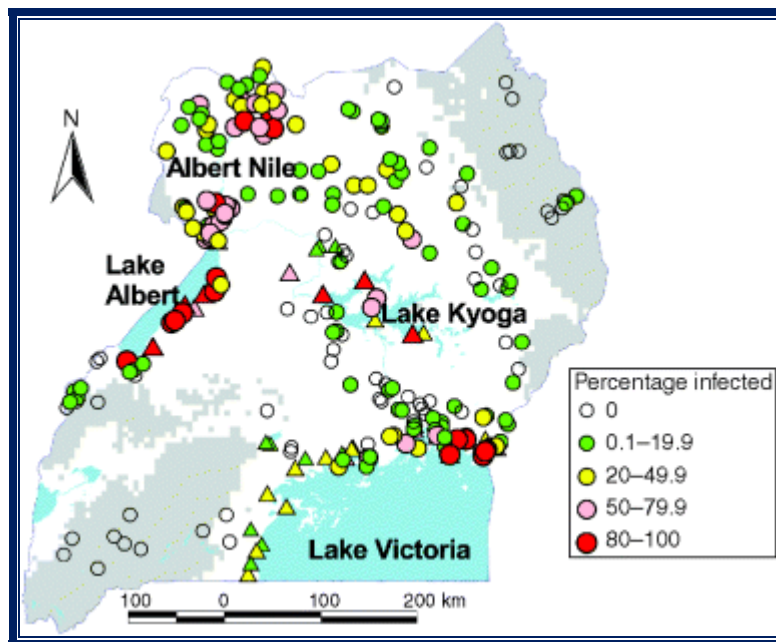 N
Albert Nile
Lake
Albert
Lake Kyoga
Percentage infected
0
0.1–19.9
20–49.9
50–79.9
80–100
Lake Victoria
100 0 100 200 km